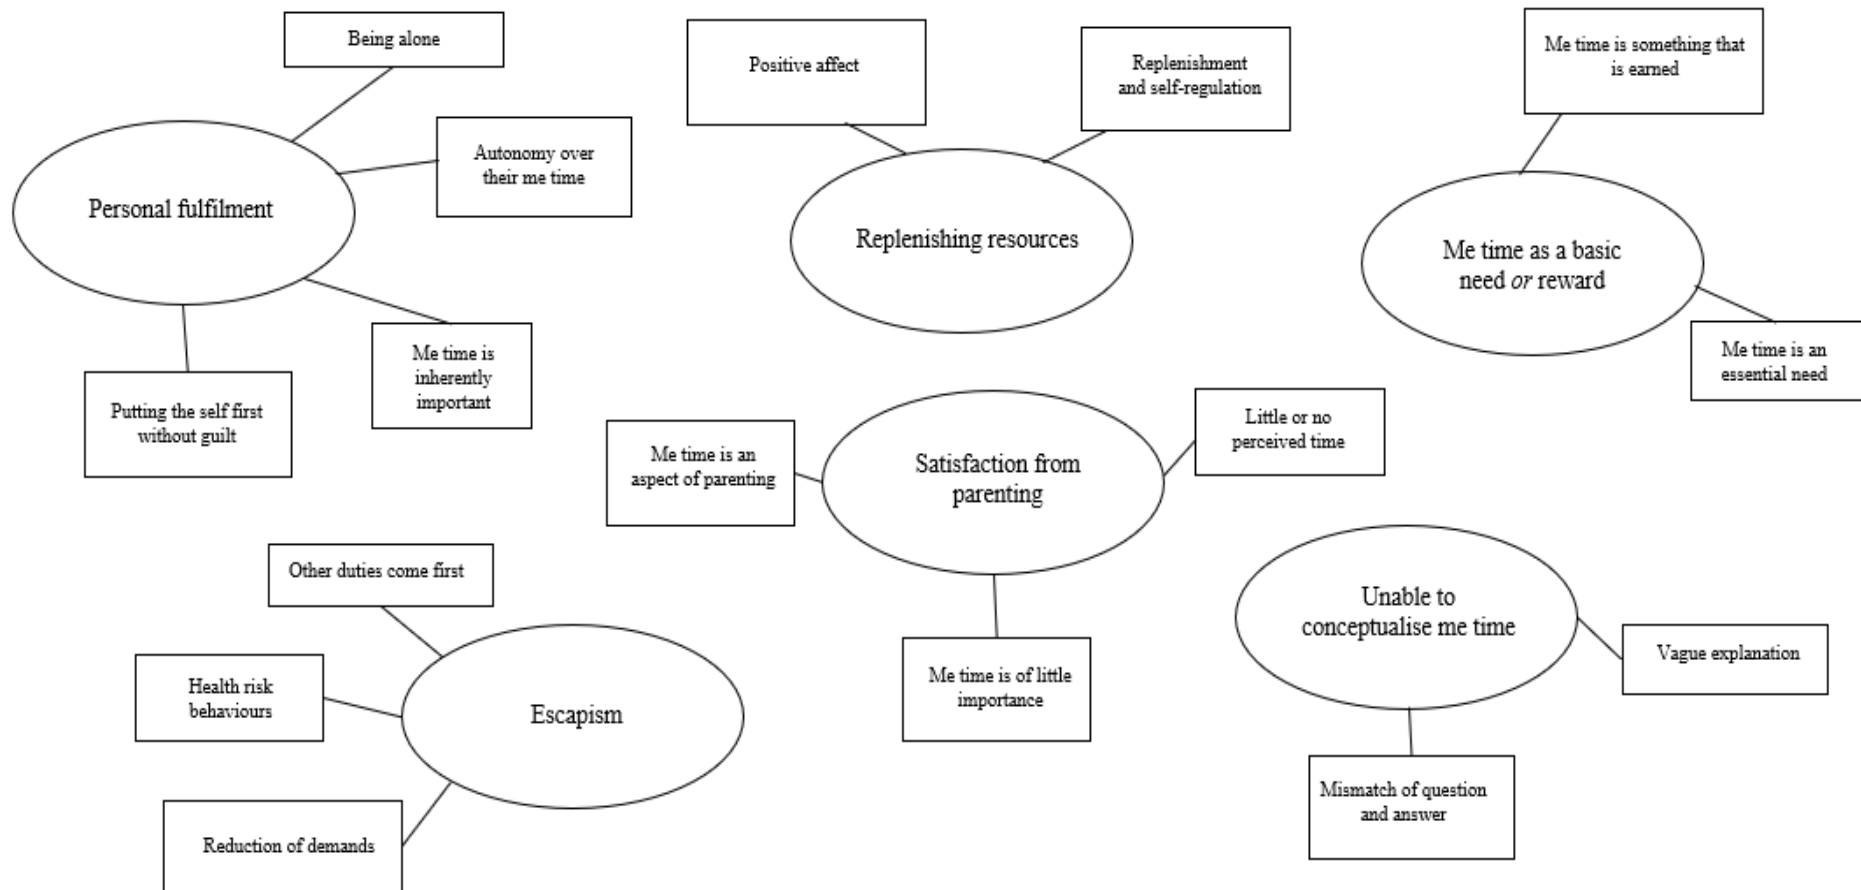 Being alone
Autonomy over
their me time
Personal fulfilment
Me time is
inherently
important
Putting the self first
without guilt
Positive affect
Replenishment
and self-regulation
Replenishing resources
Me time is something that
is earned
Me time as a basic
need or reward
Me time is an
essential need
Me time is an
aspect of parenting
Satisfaction from
parenting
Little or no
perceived time
Me time is of little
importance
Other duties come first
Health risk
behaviours
Escapism
Reduction of demands
Unable to
conceptualise me time
Vague explanation
Mismatch of question
and answer